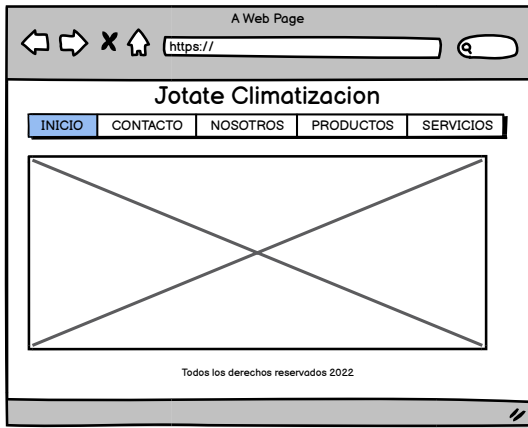 A Web Page
https://
Jotate Climatizacion
INICIO CONTACTO NOSOTROS PRODUCTOS SERVICIOS
Todos los derechos reservados 2022